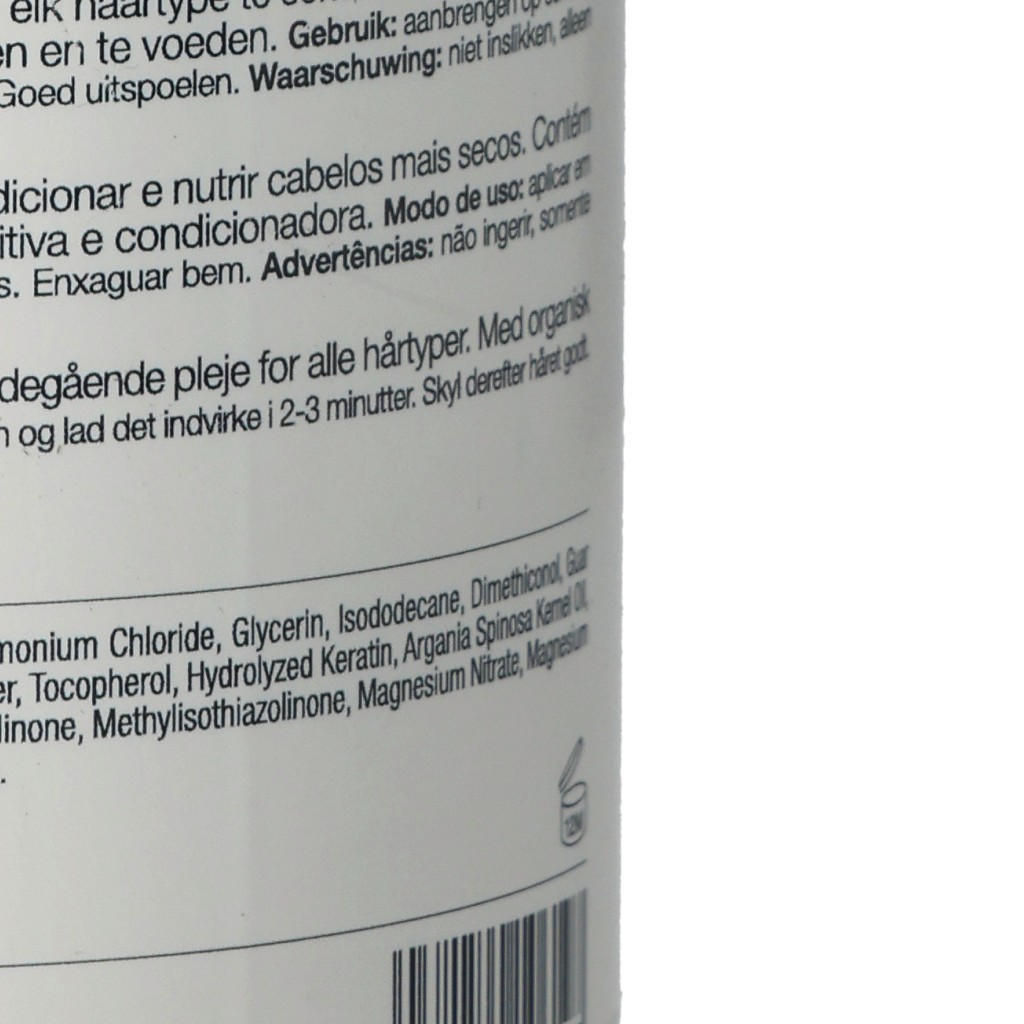 elk haartype te
en en te voeden. Gebruik: aanbrengen op
Goed uitspoelen. Waarschuwing: niet inslikken, alleen
dicionar e nutrir cabelos mais secos. Contém
itiva e condicionadora. Modo de uso: aplicar em
s. Enxaguar bem. Advertências: não ingerir, somente
degående pleje for alle hårtyper. Med organisk
n og lad det indvirke i 2-3 minutter. Skyl derefter håret godt.
monium Chloride, Glycerin, Isododecane, Dimethiconol, Guar
er, Tocopherol, Hydrolyzed Keratin, Argania Spinosa Kernel Oil,
linone, Methylisothiazolinone, Magnesium Nitrate, Magnesium
.
12M